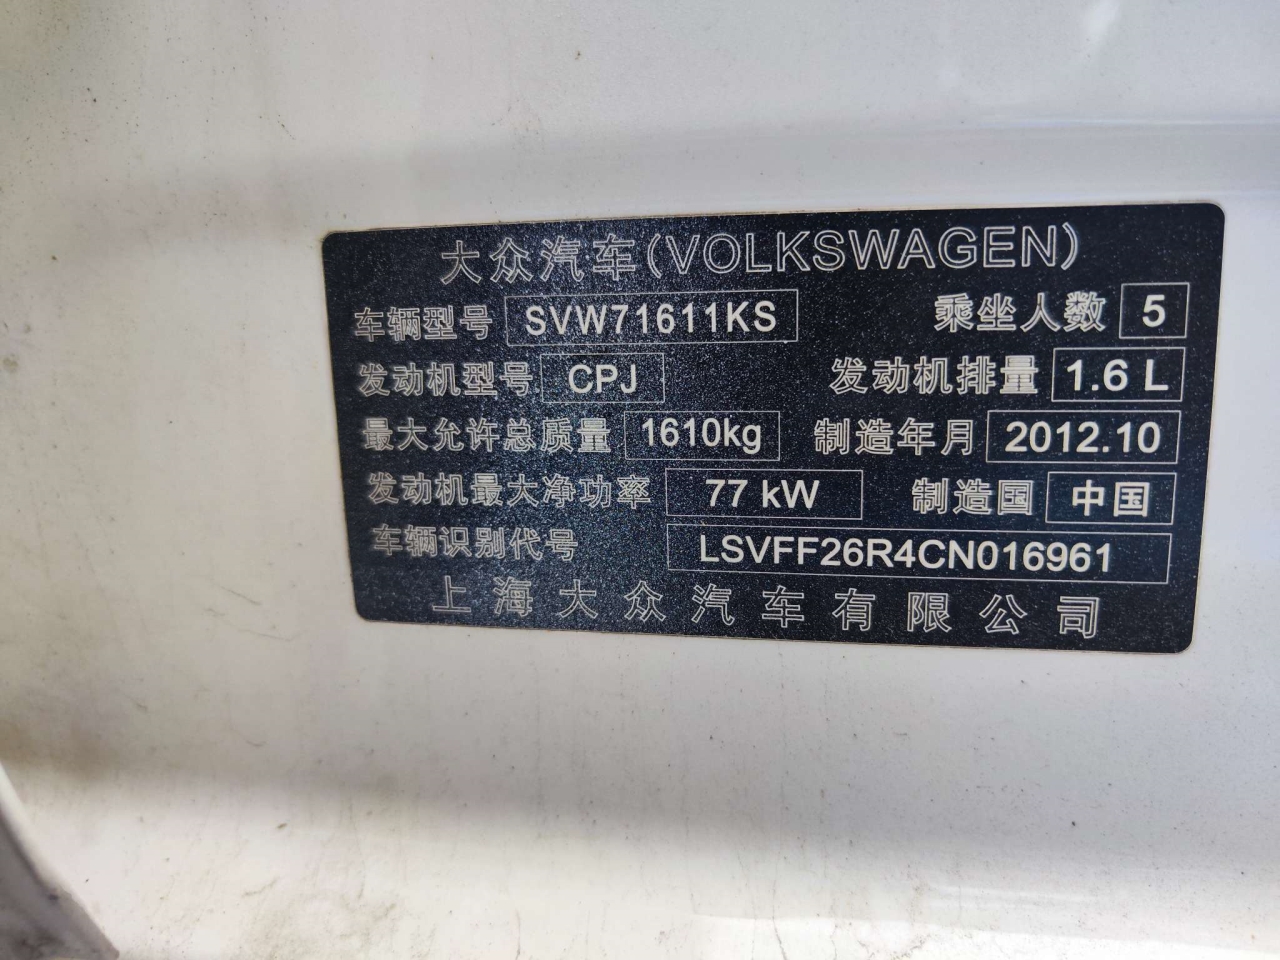 大众汽车(VOLKSWAGEN)
车辆型号 SVW71611KS 乘坐人数 5
发动机型号 CPJ 发动机排量 1.6 L
最大允许总质量 1610kg 制造年月 2012.10
发动机最大净功率 77 kW 制造国 中国
车辆识别代号 LSVFF26R4CN016961
上海大众汽车有限公司